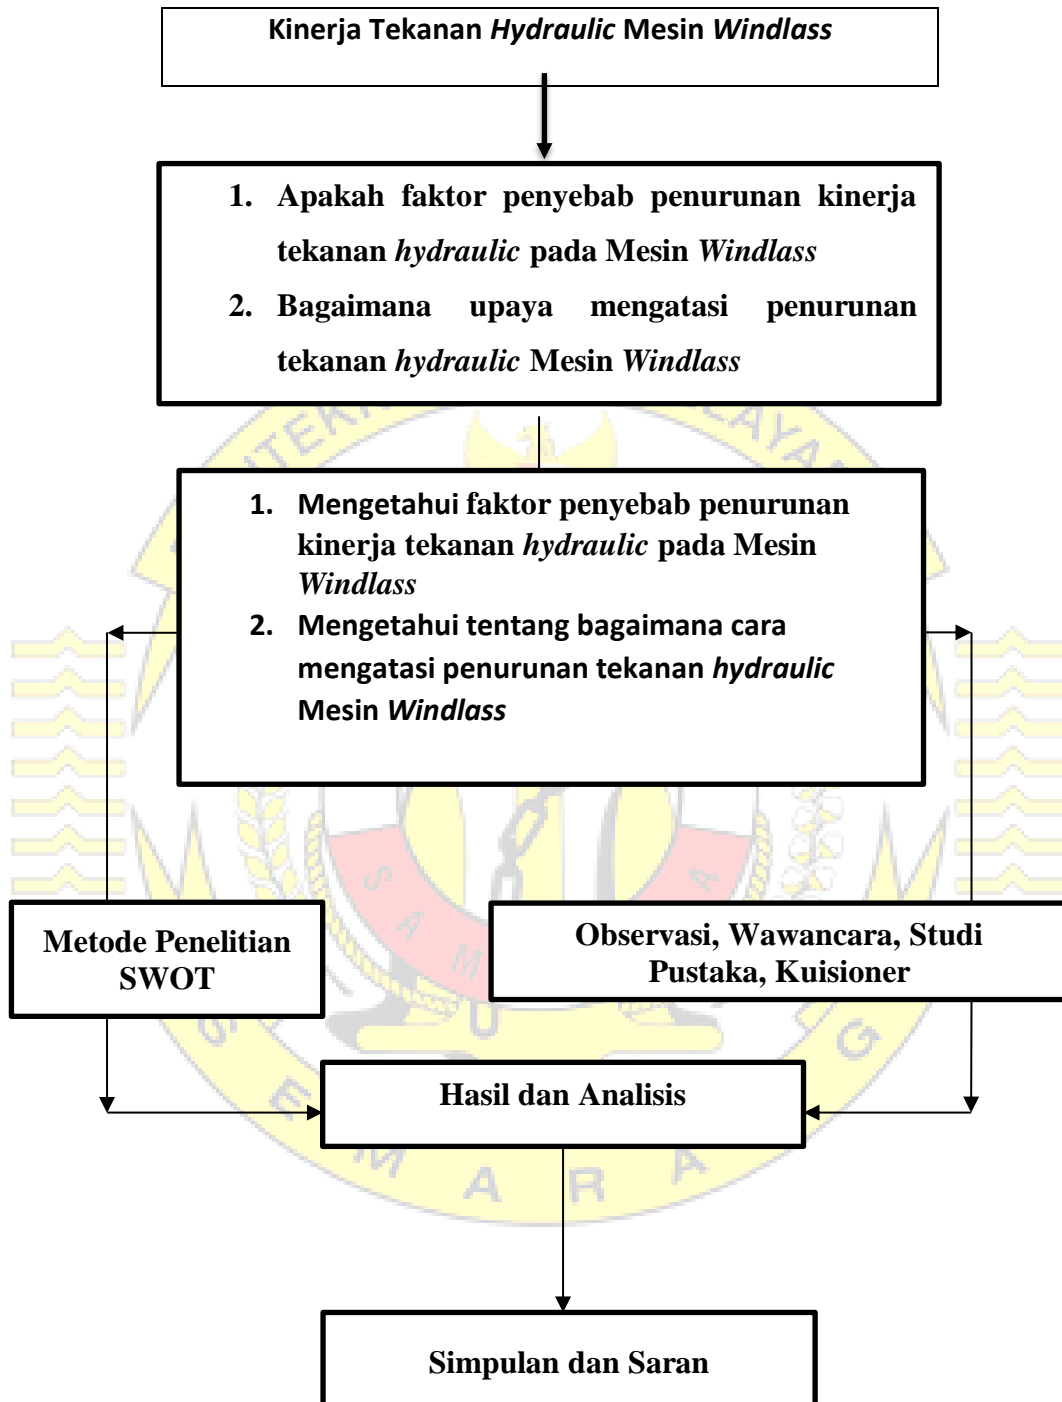 Kinerja Tekanan Hydraulic Mesin Windlass
1. Apakah faktor penyebab penurunan kinerja
tekanan hydraulic pada Mesin Windlass
2. Bagaimana upaya mengatasi penurunan
tekanan hydraulic Mesin Windlass
1. Mengetahui faktor penyebab penurunan
kinerja tekanan hydraulic pada Mesin
Windlass
2. Mengetahui tentang bagaimana cara
mengatasi penurunan tekanan hydraulic
Mesin Windlass
Metode Penelitian
SWOT
Observasi, Wawancara, Studi
Pustaka, Kuisioner
Hasil dan Analisis
Simpulan dan Saran
SEMARANG